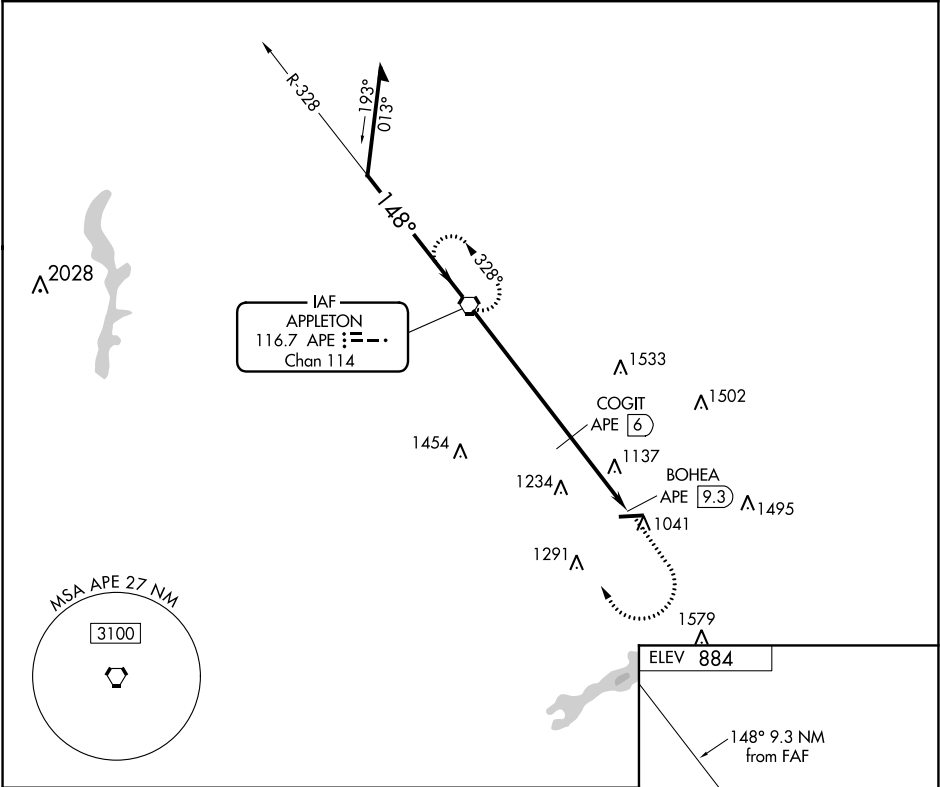 R-328
193°
013°
148°
328°
2028
IAF
APPLETON
116.7 APE
Chan 114
1533
1502
COGIT
APE 6
1454
1137
1234
BOHEA
APE 9.3
1495
1041
1291
MSA APE 27 NM
3100
1579
ELEV 884
148° 9.3 NM
from FAF